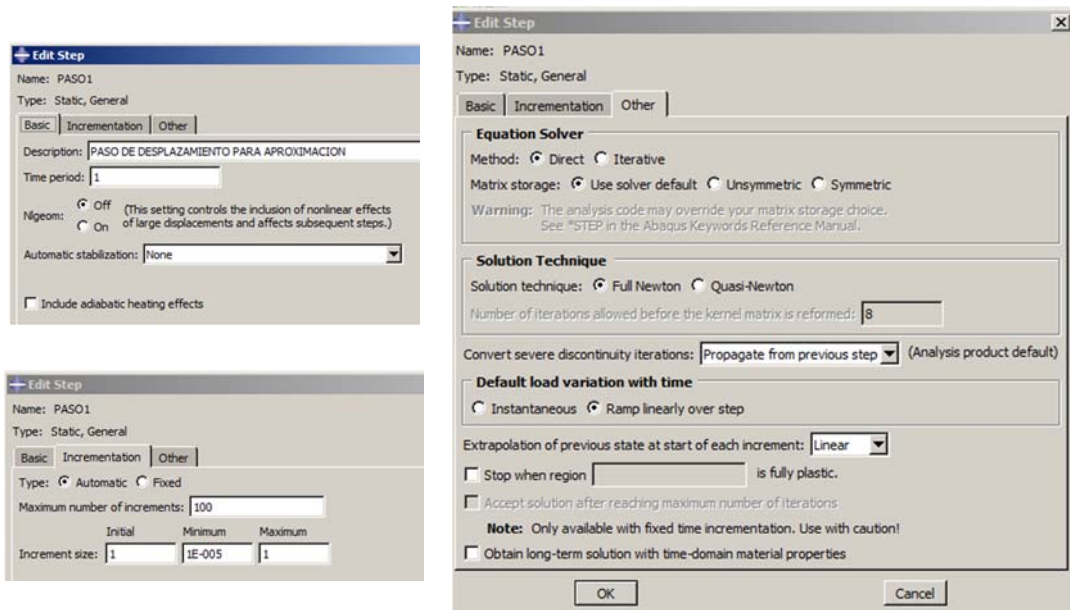 Edit Step
Name: PASO1
Type: Static, General
Basic Incrementation Other
Description: PASO DE DESPLAZAMIENTO PARA APROXIMACION
Time period: 1
Nlgeom: Off On (This setting controls the inclusion of nonlinear effects
of large displacements and affects subsequent steps.)
Automatic stabilization: None
Include adiabatic heating effects
Edit Step
Name: PASO1
Type: Static, General
Basic Incrementation Other
Type: Automatic Fixed
Maximum number of increments: 100
Initial Minimum Maximum
Increment size: 1 1E-005 1
Edit Step X
Name: PASO1
Type: Static, General
Basic Incrementation Other
Equation Solver
Method: Direct Iterative
Matrix storage: Use solver default Unsymmetric Symmetric
Warning: The analysis code may override your matrix storage choice.
See *STEP in the Abaqus Keywords Reference Manual.
Solution Technique
Solution technique: Full Newton Quasi-Newton
Number of iterations allowed before the kernel matrix is reformed: 8
Convert severe discontinuity iterations: Propagate from previous step (Analysis product default)
Default load variation with time
Instantaneous Ramp linearly over step
Extrapolation of previous state at start of each increment: Linear
Stop when region is fully plastic.
Accept solution after reaching maximum number of iterations
Note: Only available with fixed time incrementation. Use with caution!
Obtain long-term solution with time-domain material properties
OK Cancel